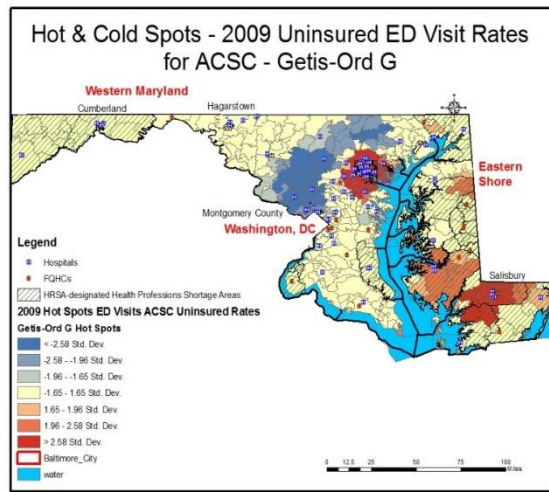 Hot & Cold Spots - 2009 Uninsured ED Visit Rates
for ACSC - Getis-Ord G
Western Maryland
Cumberland
Hagarstown
Eastern
Shore
Montgomery County
Washington, DC
Salisbury
Legend
Hospitals
FQHCs
HRSA-designated Health Professions Shortage Areas
2009 Hot Spots ED Visits ACSC Uninsured Rates
Getis-Ord G Hot Spots
< -2.58 Std. Dev.
-2.58 - -1.96 Std. Dev.
-1.96 - -1.65 Std. Dev.
-1.65 - 1.65 Std. Dev.
1.65 - 1.96 Std. Dev.
1.96 - 2.58 Std. Dev.
> 2.58 Std. Dev.
Baltimore_City
water
0 12.5 25 50 75 100
Miles